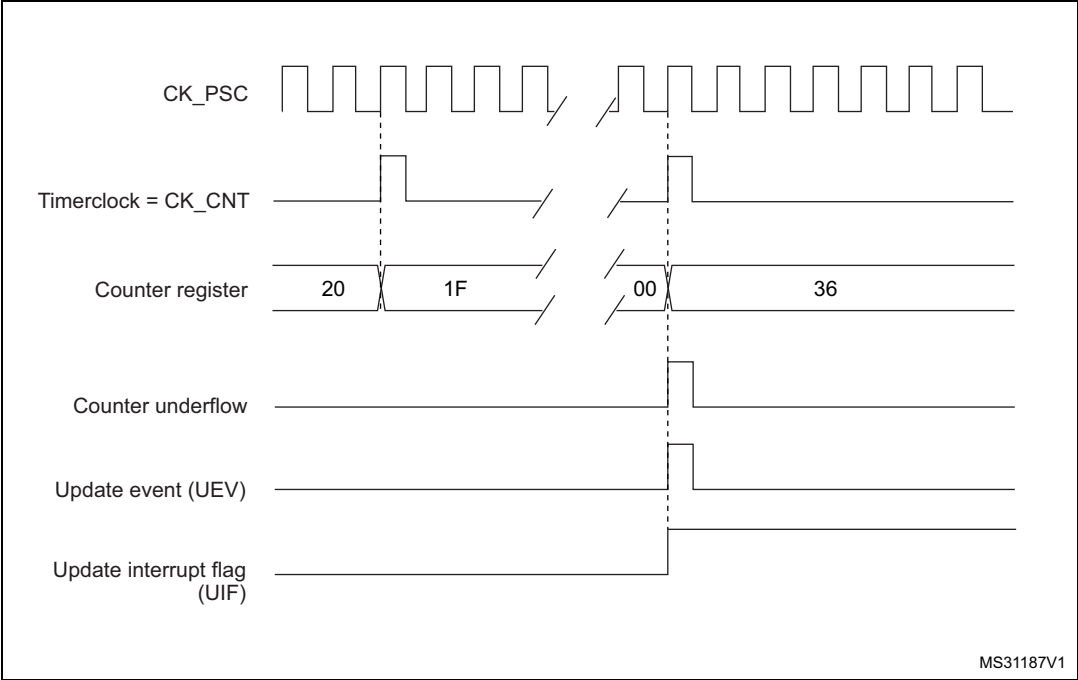 CK_PSC
Timerclock = CK_CNT
Counter register
20
1F
00
36
Counter underflow
Update event (UEV)
Update interrupt flag
(UIF)
MS31187V1